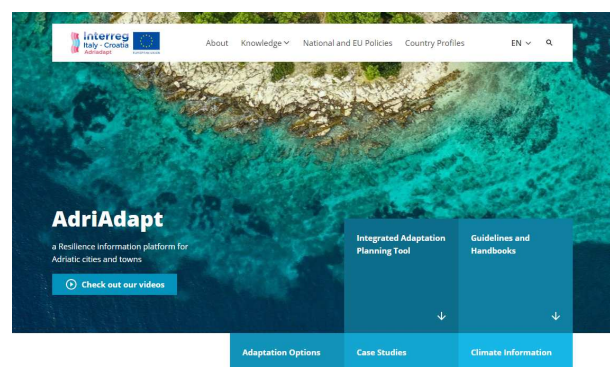 Interreg
Italy - Croatia
Adriadapt
About Knowledge National and EU Policies Country Profiles EN
AdriAdapt
a Resilience information platform for
Adriatic cities and towns
Check out our videos
Integrated Adaptation
Planning Tool
Guidelines and
Handbooks
Adaptation Options
Case Studies
Climate Information